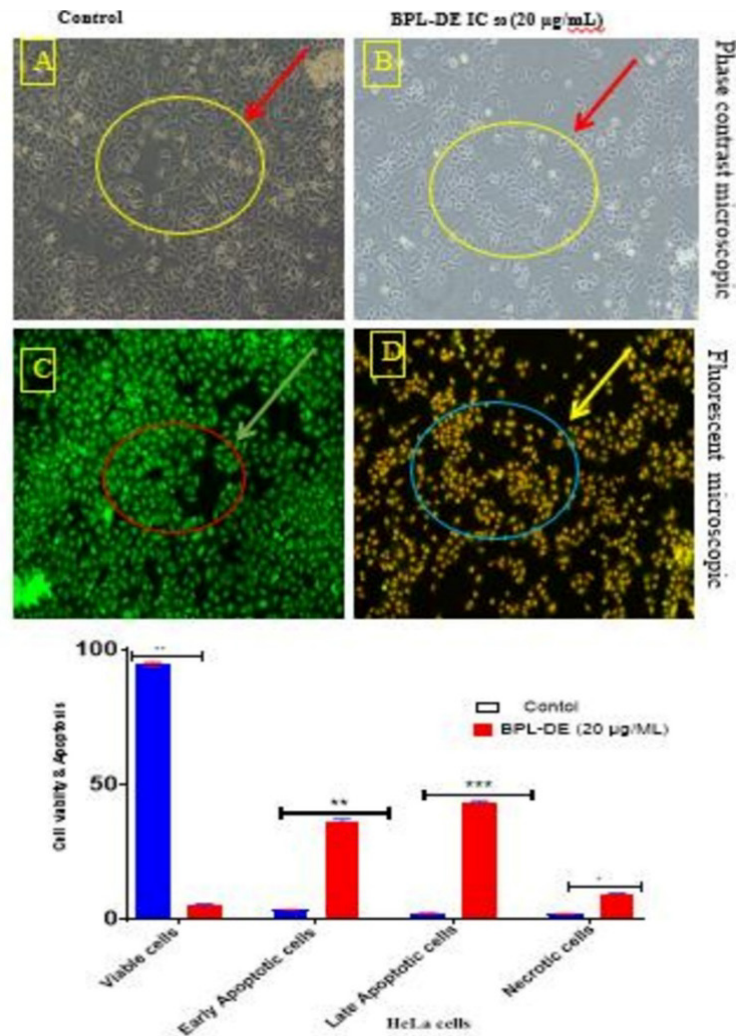 Control
BPL-DE IC 50 (20 µg/mL)
A
B
Phase contrast microscopic
C
D
Fluorescent microscopic
Cell viablity & Apoptosis
100
50
0
**
**
***
*
Contol
BPL-DE (20 µg/ML)
Viable cells
Early Apoptotic cells
Late Apoptotic cells
Necrotic cells
HeLa cells